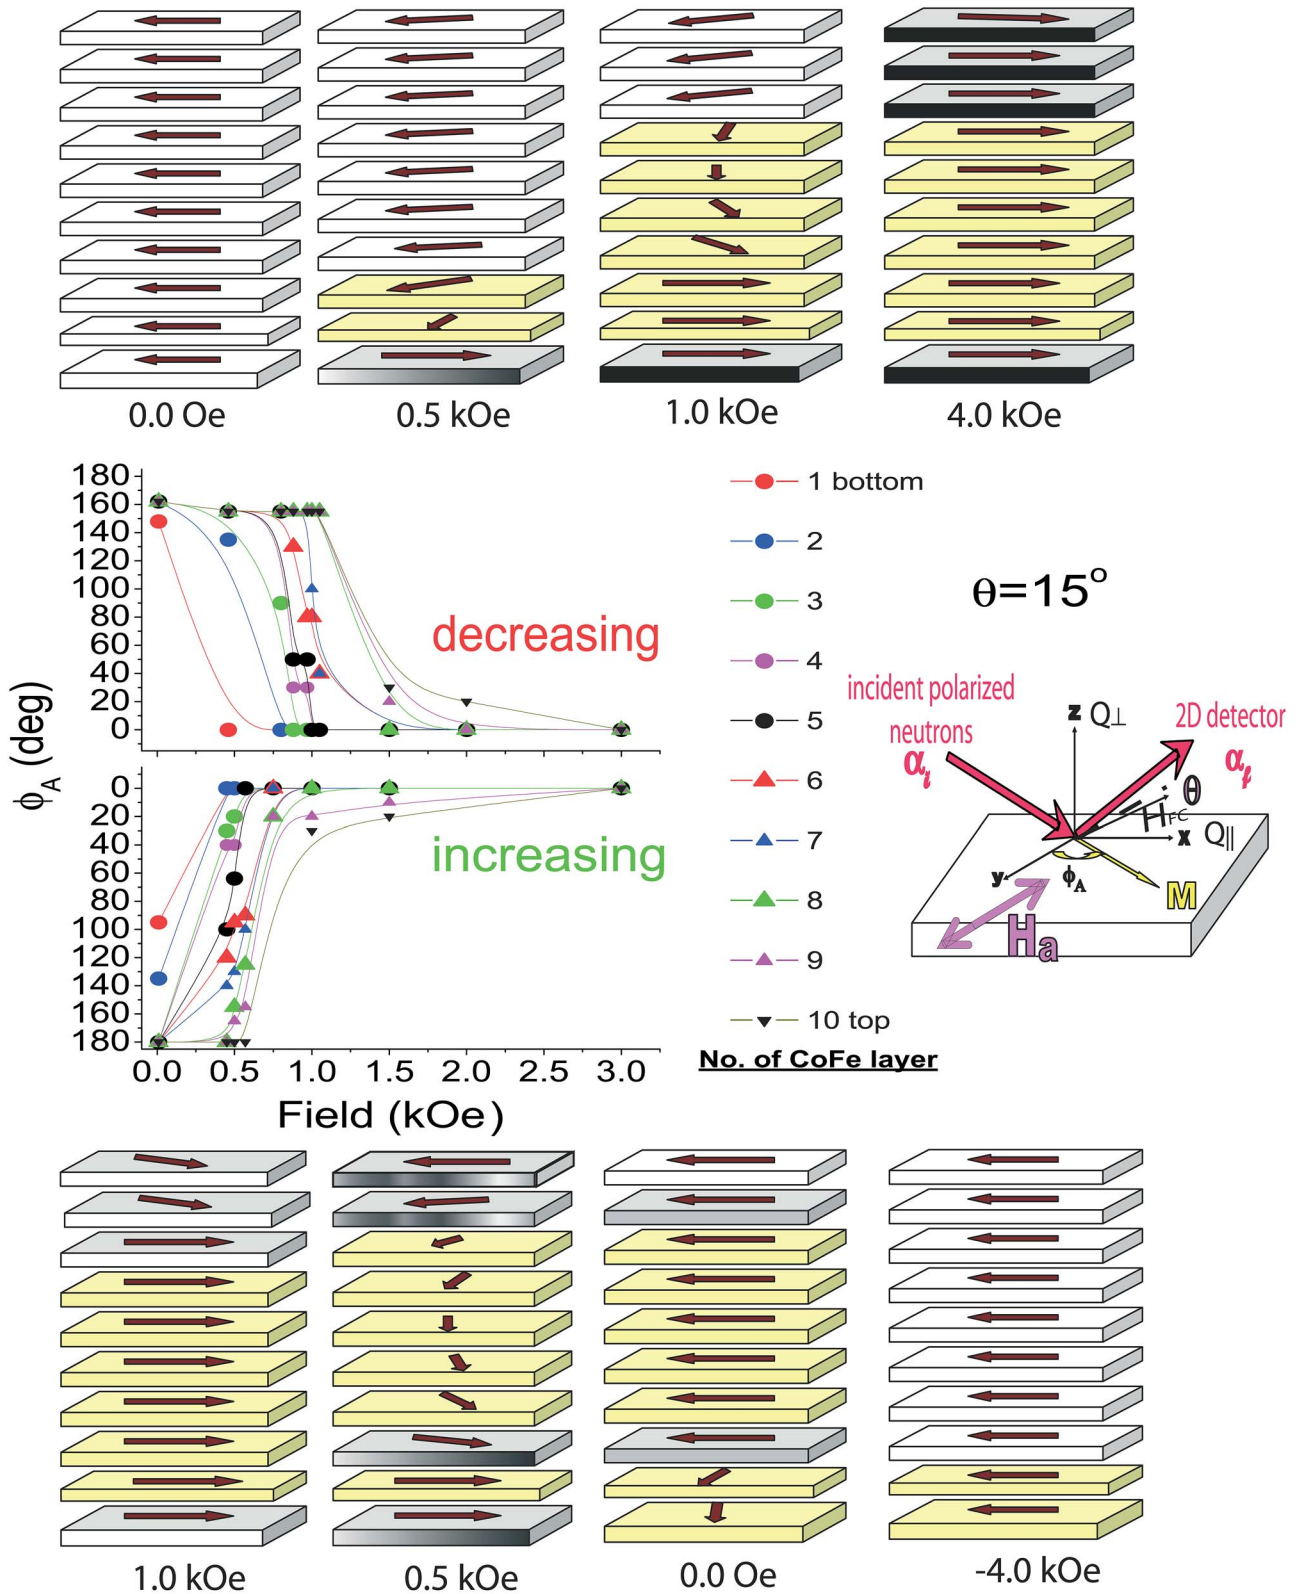 0.0 Oe
0.5 kOe
1.0 kOe
4.0 kOe
180
160
140
120
100
80
60
40
20
0
decreasing
0
20
40
60
80
100
120
140
160
180
increasing
ϕA (deg)
0.0 0.5 1.0 1.5 2.0 2.5 3.0
Field (kOe)
1 bottom
2
3
4
5
6
7
8
9
10 top
No. of CoFe layer
θ=15°
incident polarized
neutrons
αi
z Q⊥
2D detector
αf
θ
HFC
x Q||
y
ϕA
M
Ha
1.0 kOe
0.5 kOe
0.0 Oe
-4.0 kOe